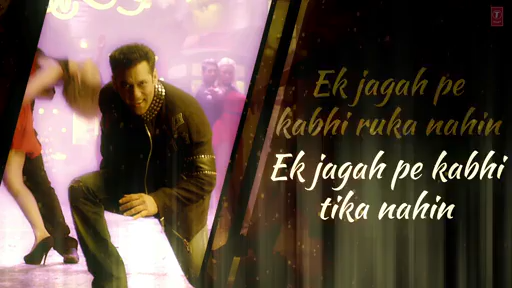 Ek jagah pe
kabhi ruka nahin
Ek jagah pe kabhi
tika nahin